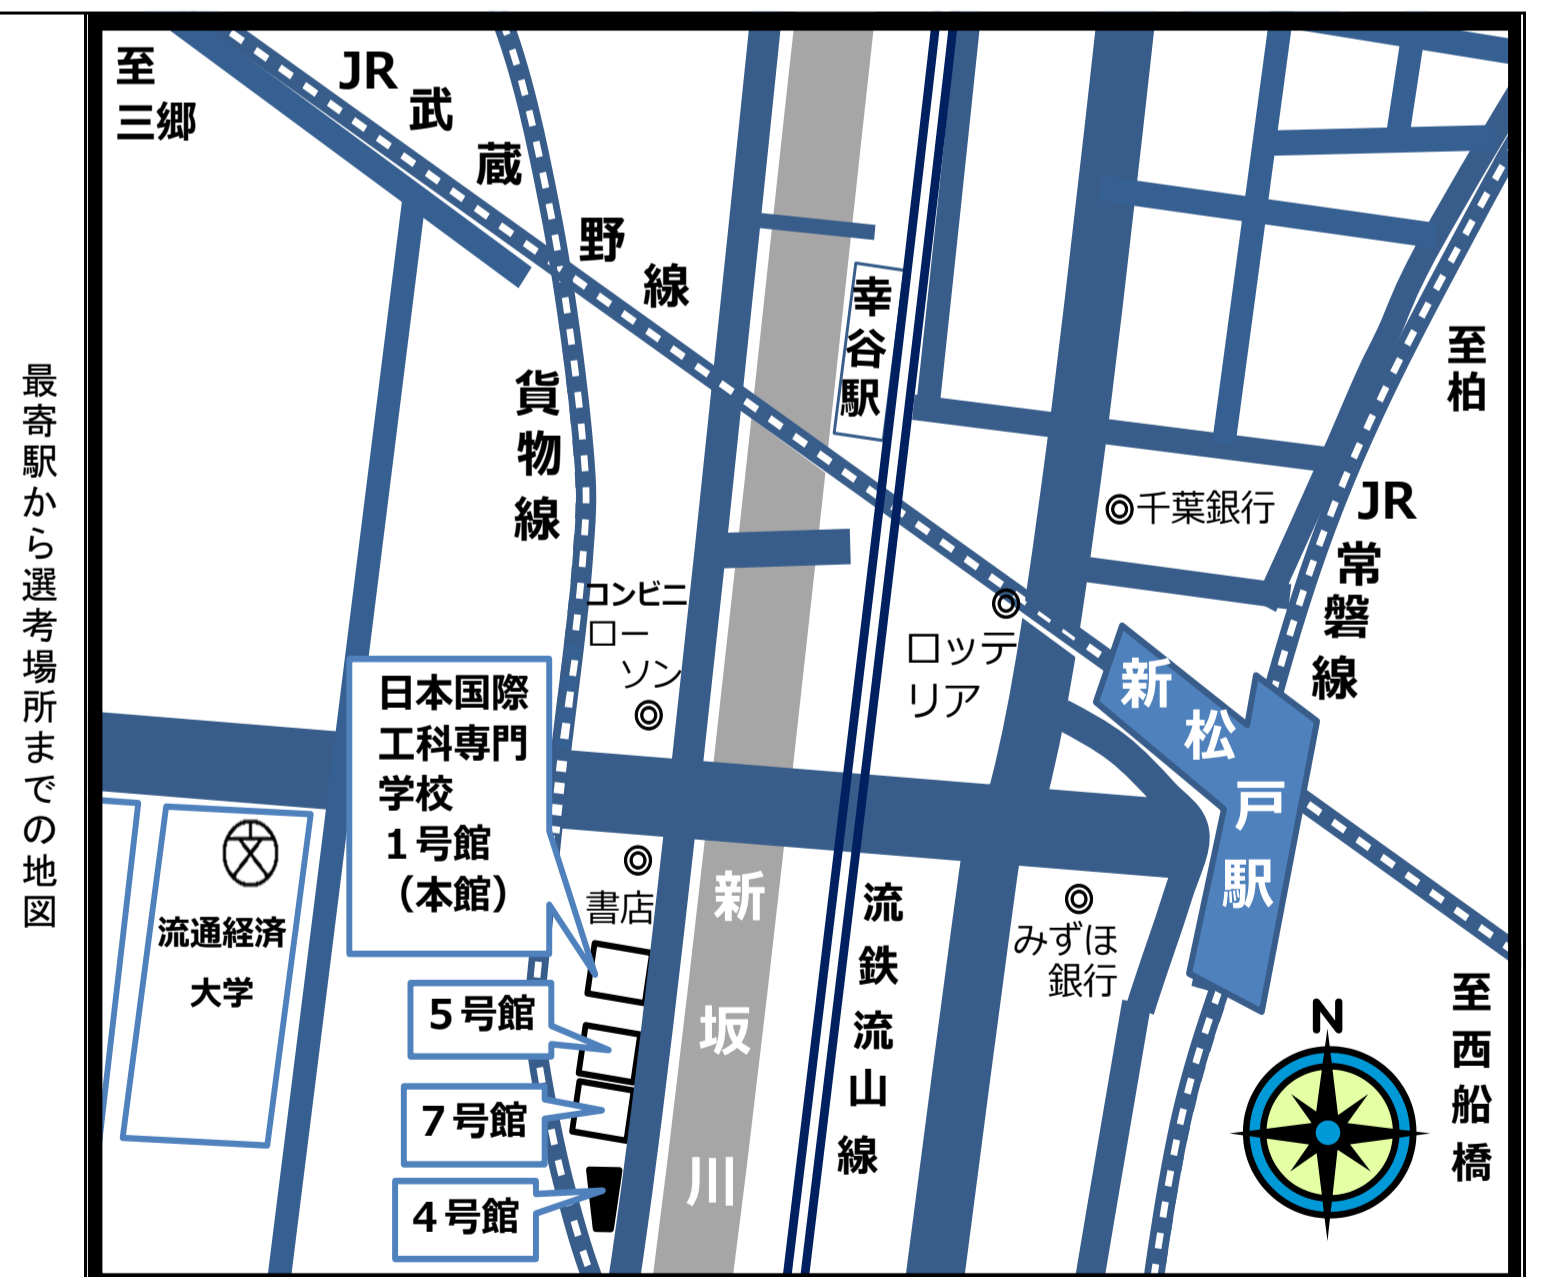 最寄駅から選考場所までの地図
至
三郷
JR武蔵野線
貨物線
幸谷駅
至柏
JR常磐線
千葉銀行
コンビニ
ロー
ソン
ロッテ
リア
新松戸駅
日本国際
工科専門
学校
１号館
（本館）
書店
流通経済
大学
文
５号館
７号館
４号館
新坂川
流鉄流山線
みずほ
銀行
N
至西船橋